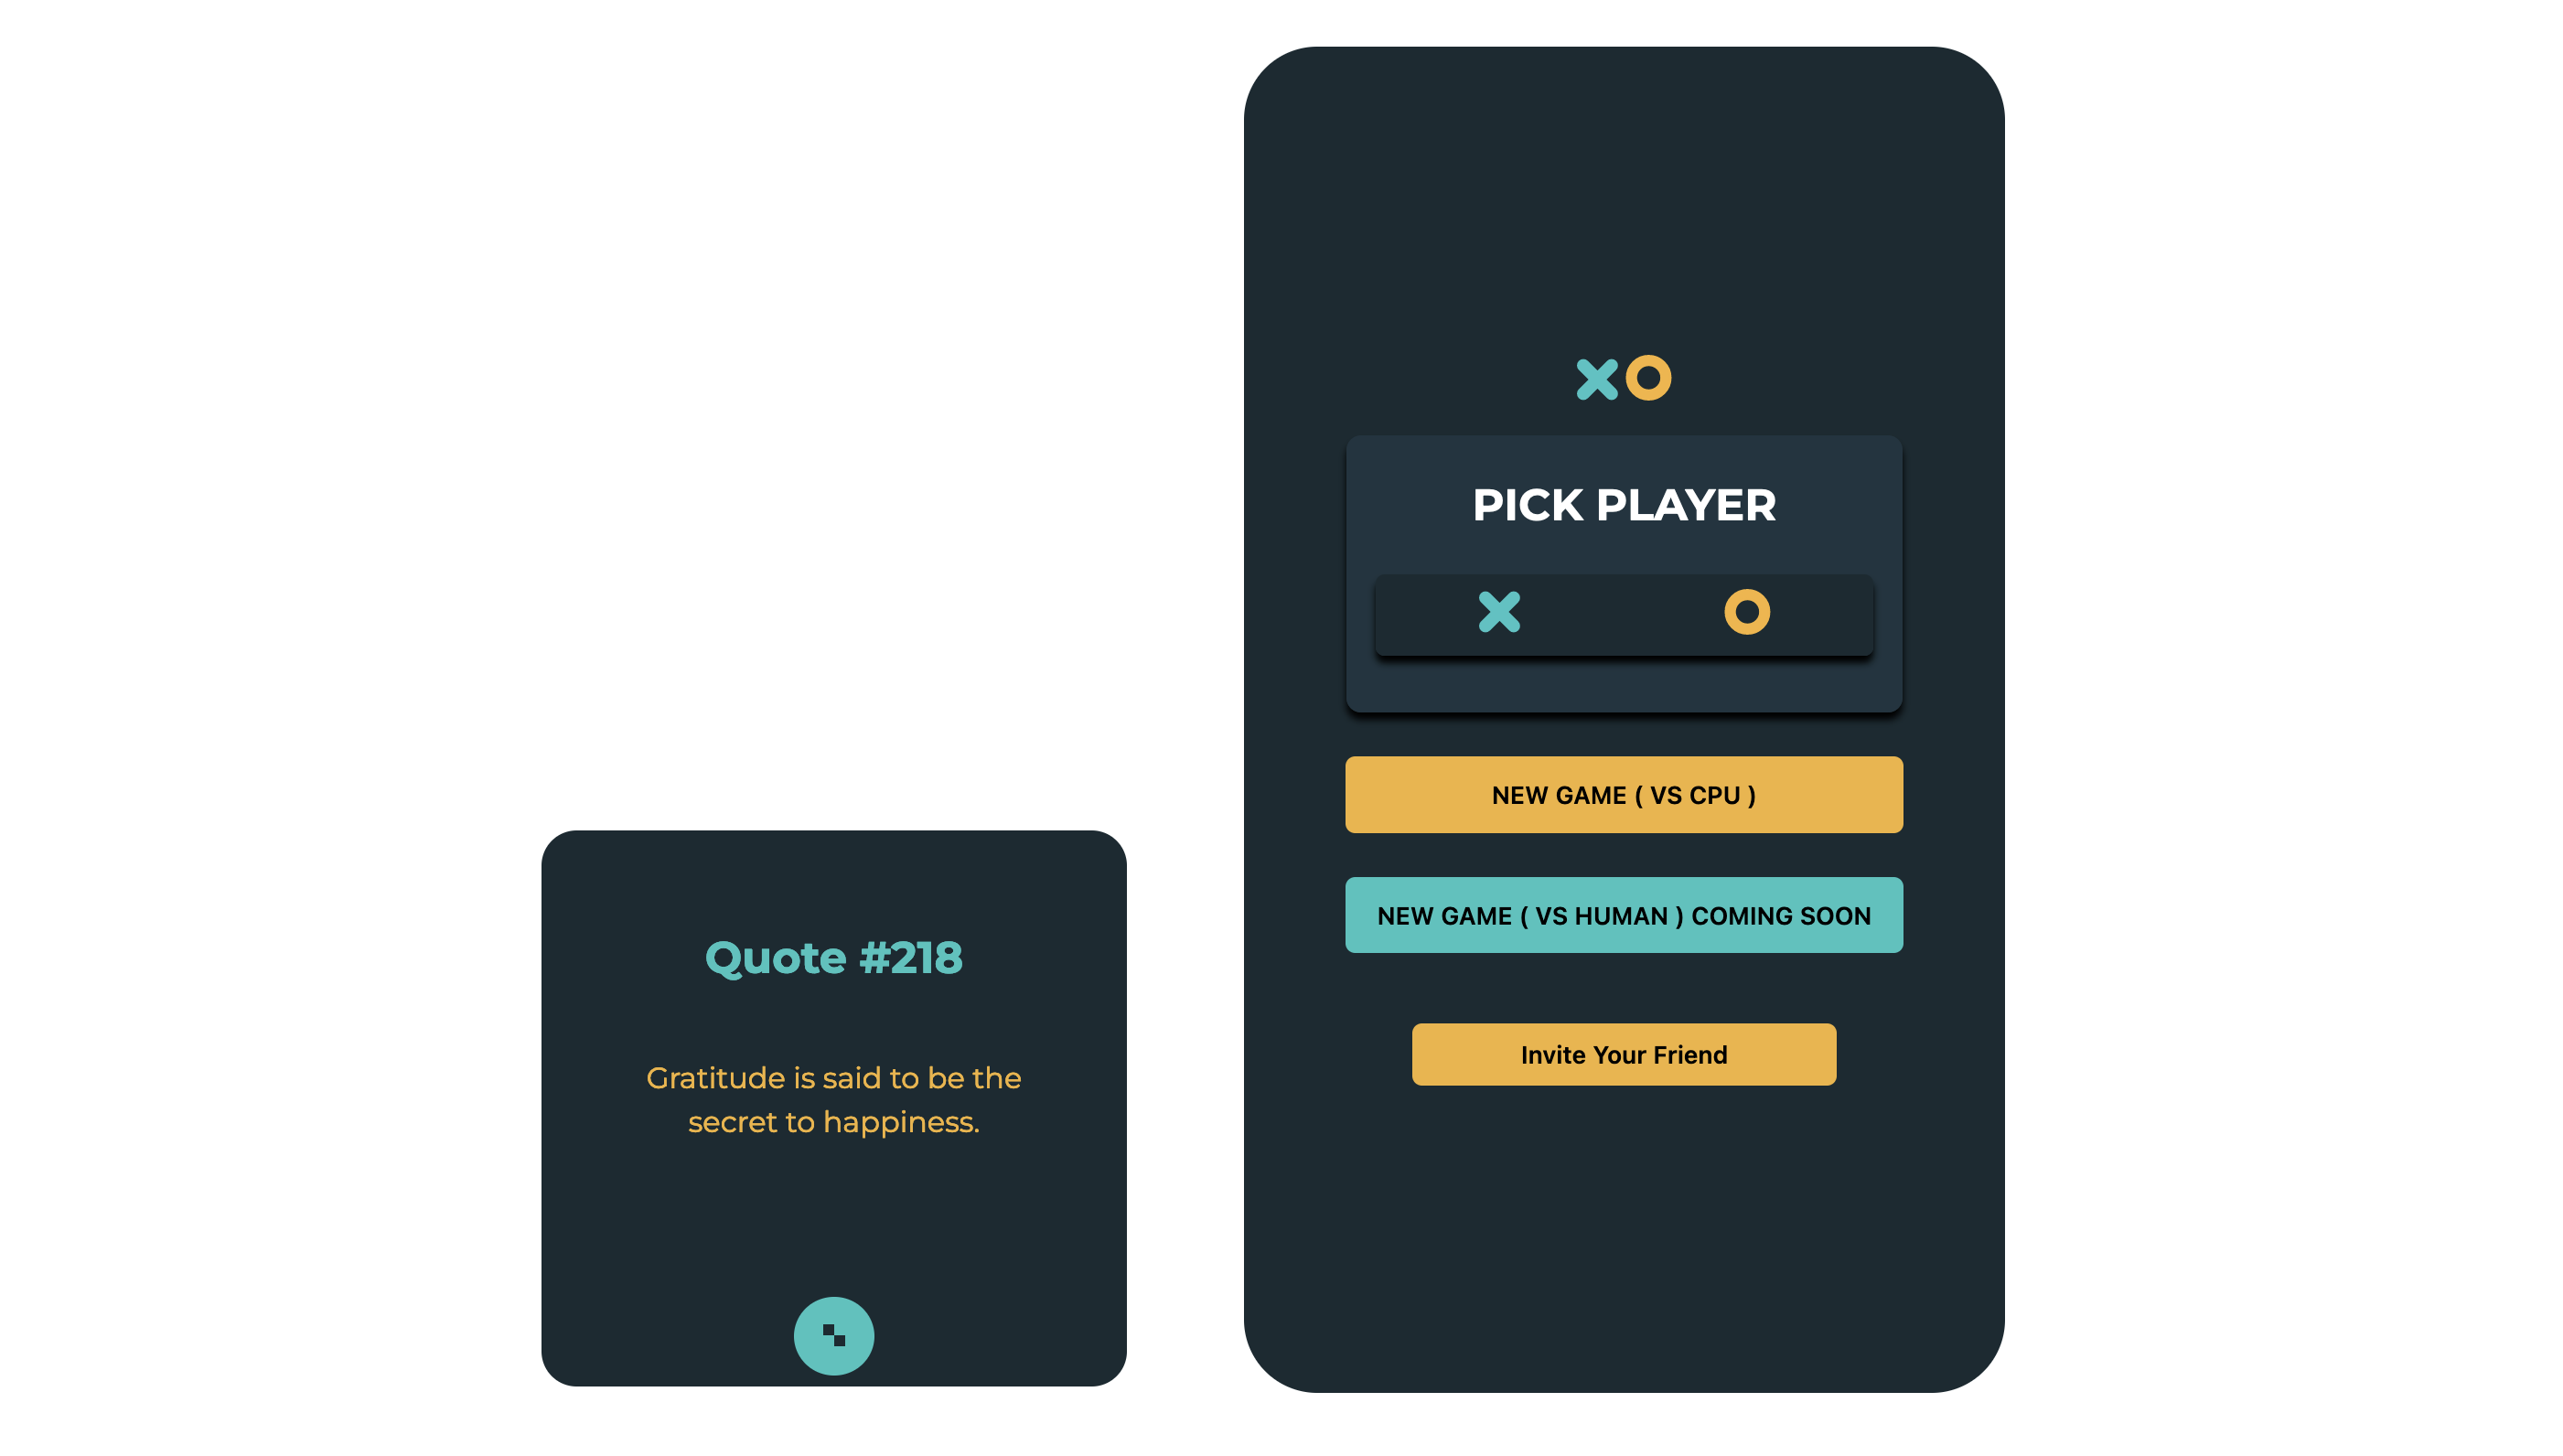 Quote #218
Gratitude is said to be the
secret to happiness.
XO
PICK PLAYER
X O
NEW GAME ( VS CPU )
NEW GAME ( VS HUMAN ) COMING SOON
Invite Your Friend